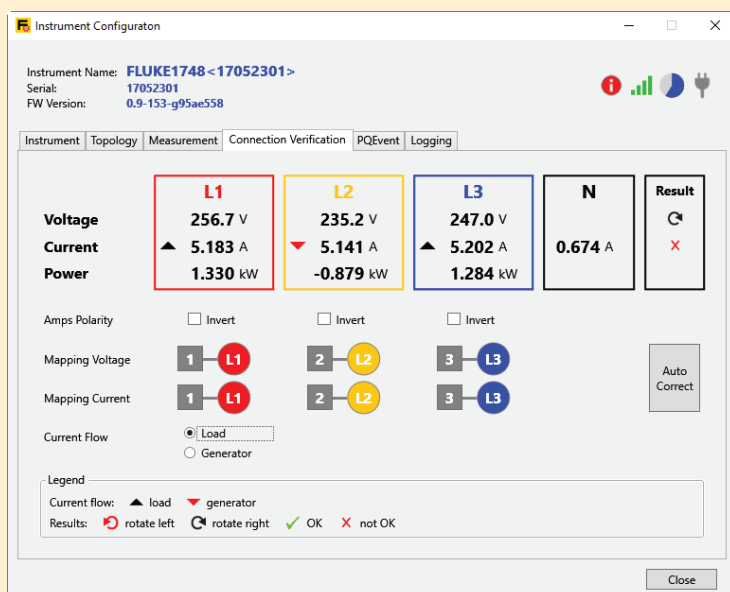 Instrument Configuraton
Instrument Name: FLUKE1748<17052301>
Serial: 17052301
FW Version: 0.9-153-g95ae558
Instrument Topology Measurement Connection Verification PQEvent Logging
L1 L2 L3 N Result
Voltage 256.7 V 235.2 V 247.0 V
Current 5.183 A 5.141 A 5.202 A 0.674 A
Power 1.330 kW -0.879 kW 1.284 kW
Amps Polarity Invert Invert Invert
Mapping Voltage 1 L1 2 L2 3 L3
Auto Correct
Mapping Current 1 L1 2 L2 3 L3
Current Flow Load
Generator
Legend
Current flow: load generator
Results: rotate left rotate right OK not OK
Close